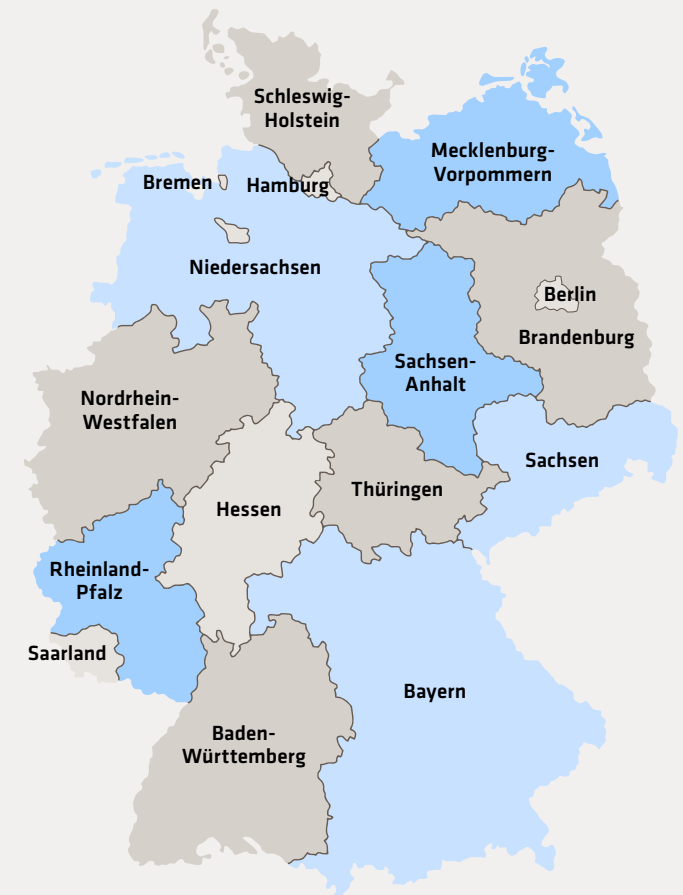 Schleswig-
Holstein
Mecklenburg-
Vorpommern
Bremen
Hamburg
Niedersachsen
Berlin
Brandenburg
Sachsen-
Anhalt
Nordrhein-
Westfalen
Sachsen
Thüringen
Hessen
Rheinland-
Pfalz
Saarland
Bayern
Baden-
Württemberg